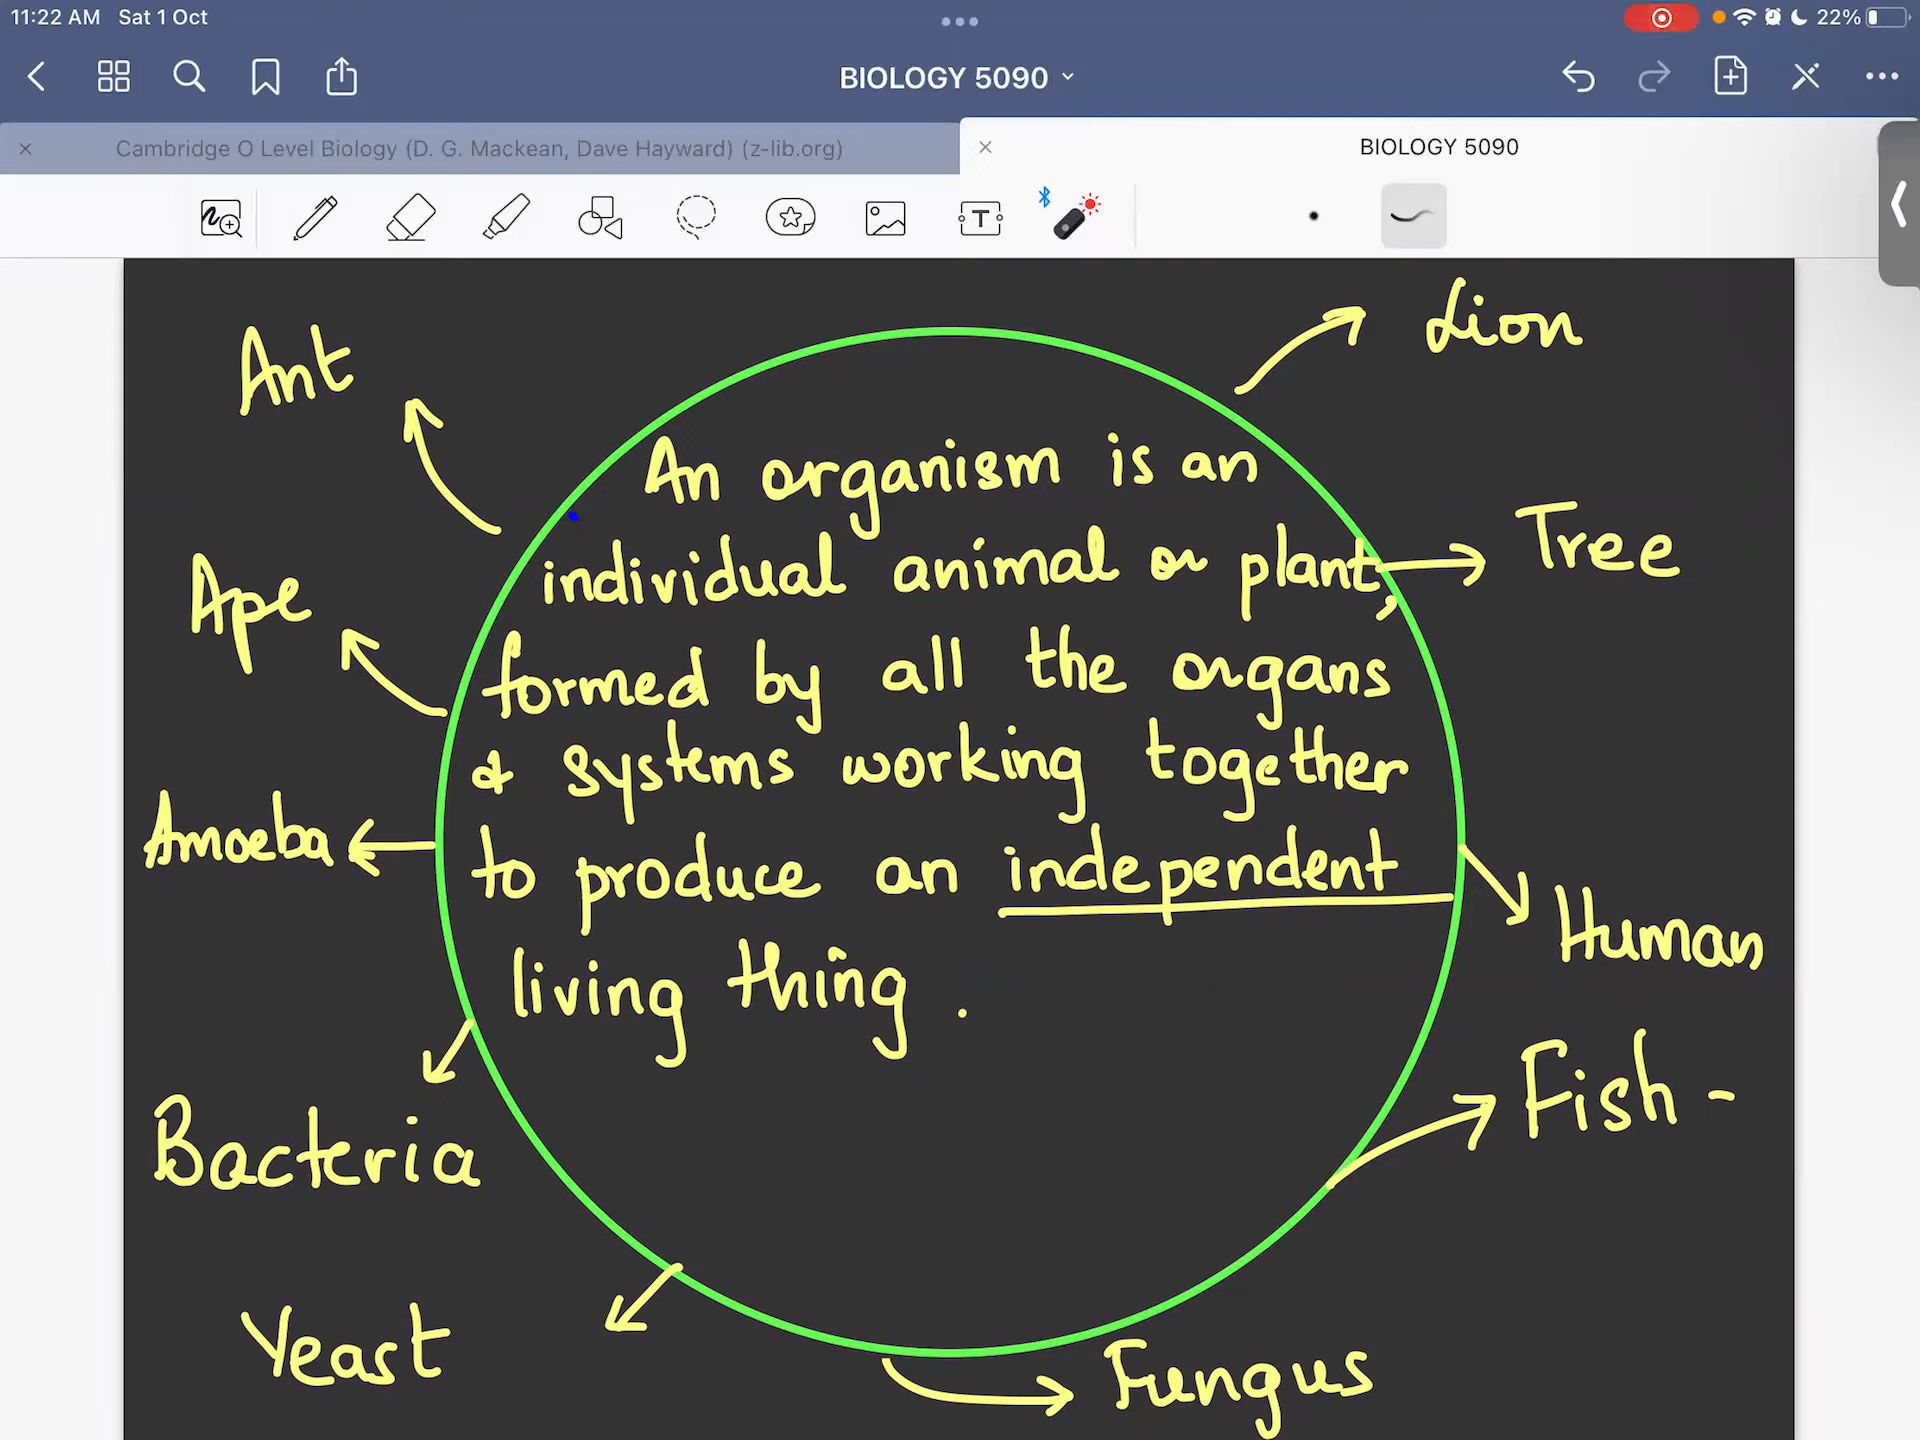 11:22 AM Sat 1 Oct
22%
BIOLOGY 5090
Cambridge O Level Biology (D. G. Mackean, Dave Hayward) (z-lib.org)
BIOLOGY 5090
T
Lion
Ant
An organism is an
Tree
individual animal or plant,
Ape
formed by all the organs
& systems working together
Amoeba
to produce an independent
Human
living thing.
Fish -
Bacteria
Yeast
Fungus